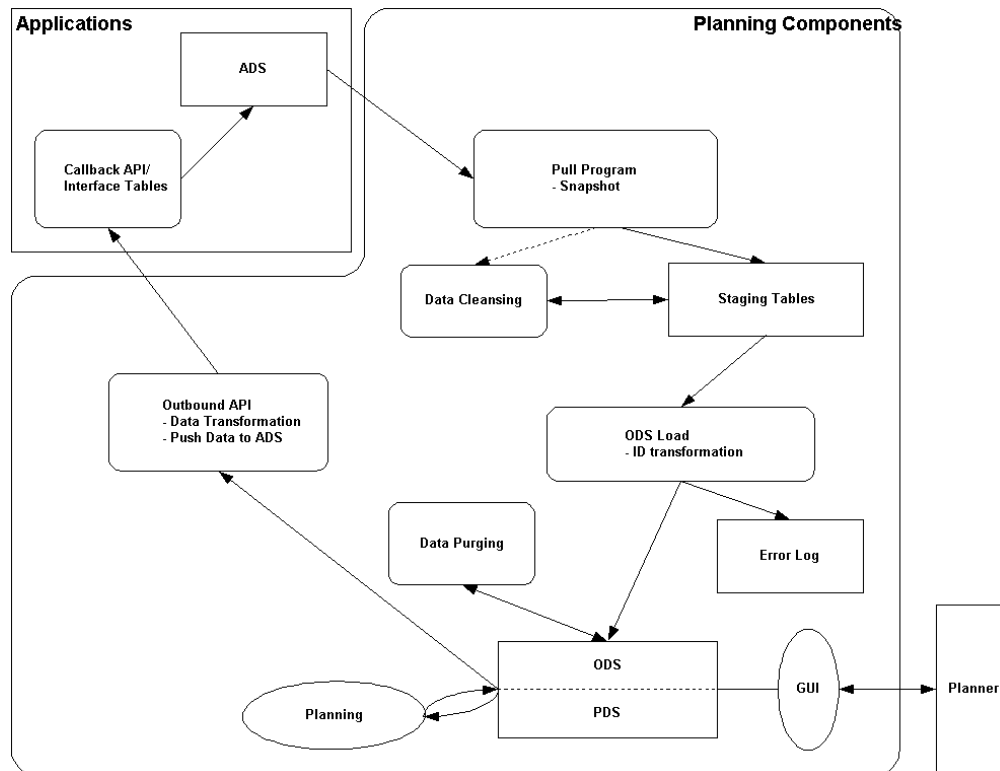 Applications
Planning Components
ADS
Callback API/
Interface Tables
Pull Program
- Snapshot
Data Cleansing
Staging Tables
Outbound API
- Data Transformation
- Push Data to ADS
ODS Load
- ID transformation
Data Purging
Error Log
ODS
PDS
GUI
Planner
Planning